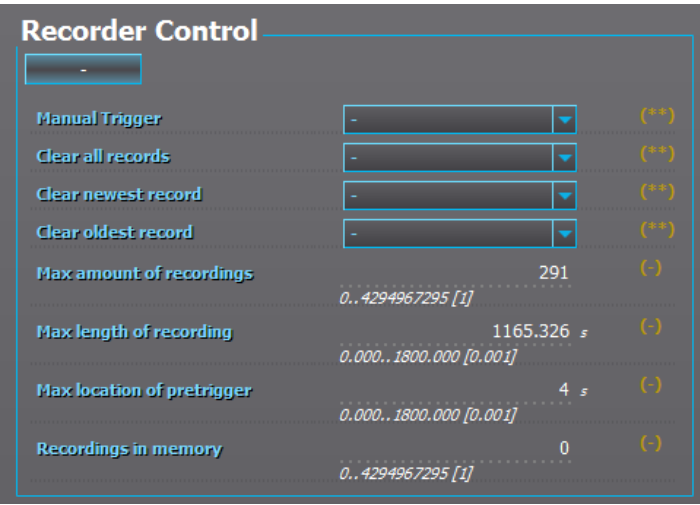 Recorder Control
-
Manual Trigger - (**)
Clear all records - (**)
Clear newest record - (**)
Clear oldest record - (**)
Max amount of recordings 291 (-)
0..4294967295 [1]
Max length of recording 1165.326 s (-)
0.000..1800.000 [0.001]
Max location of pretrigger 4 s (-)
0.000..1800.000 [0.001]
Recordings in memory 0 (-)
0..4294967295 [1]